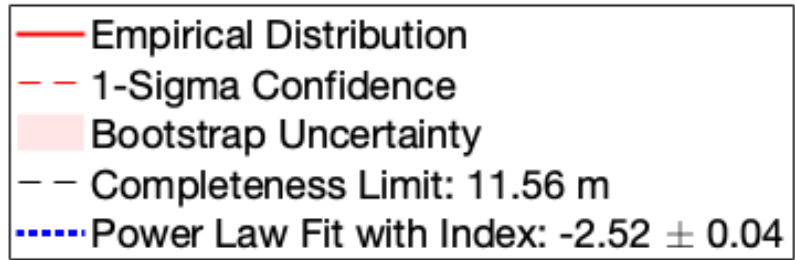 Empirical Distribution
1-Sigma Confidence
Bootstrap Uncertainty
Completeness Limit: 11.56 m
Power Law Fit with Index: -2.52 ± 0.04